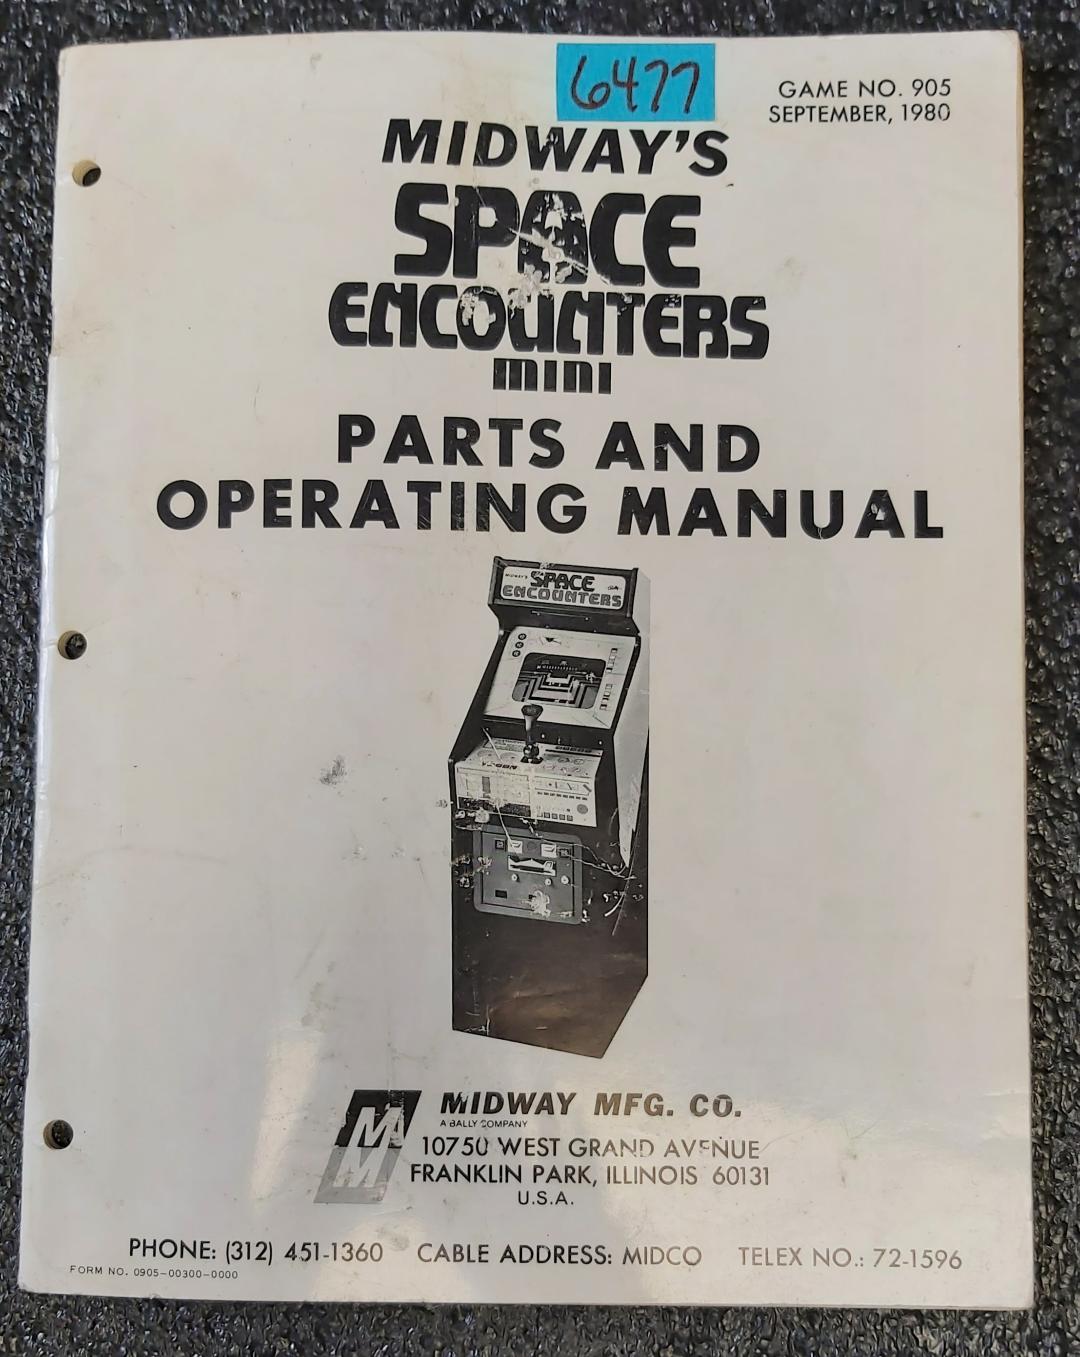 6477
GAME NO. 905
SEPTEMBER, 1980
MIDWAY'S
SPACE
ENCOUNTERS
mini
PARTS AND
OPERATING MANUAL
MIDWAY'S SPACE
ENCOUNTERS
MIDWAY MFG. CO.
A BALLY COMPANY
10750 WEST GRAND AVENUE
FRANKLIN PARK, ILLINOIS 60131
U.S.A.
PHONE: (312) 451-1360 CABLE ADDRESS: MIDCO TELEX NO.: 72-1596
FORM NO. 0905-00300-0000